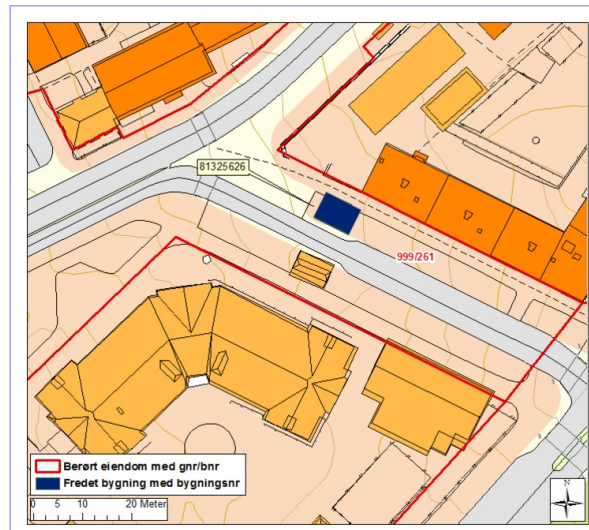 81325626
999/261
Berørt eiendom med gnr/bnr
Fredet bygning med bygningsnr
0 5 10 20 Meter
N